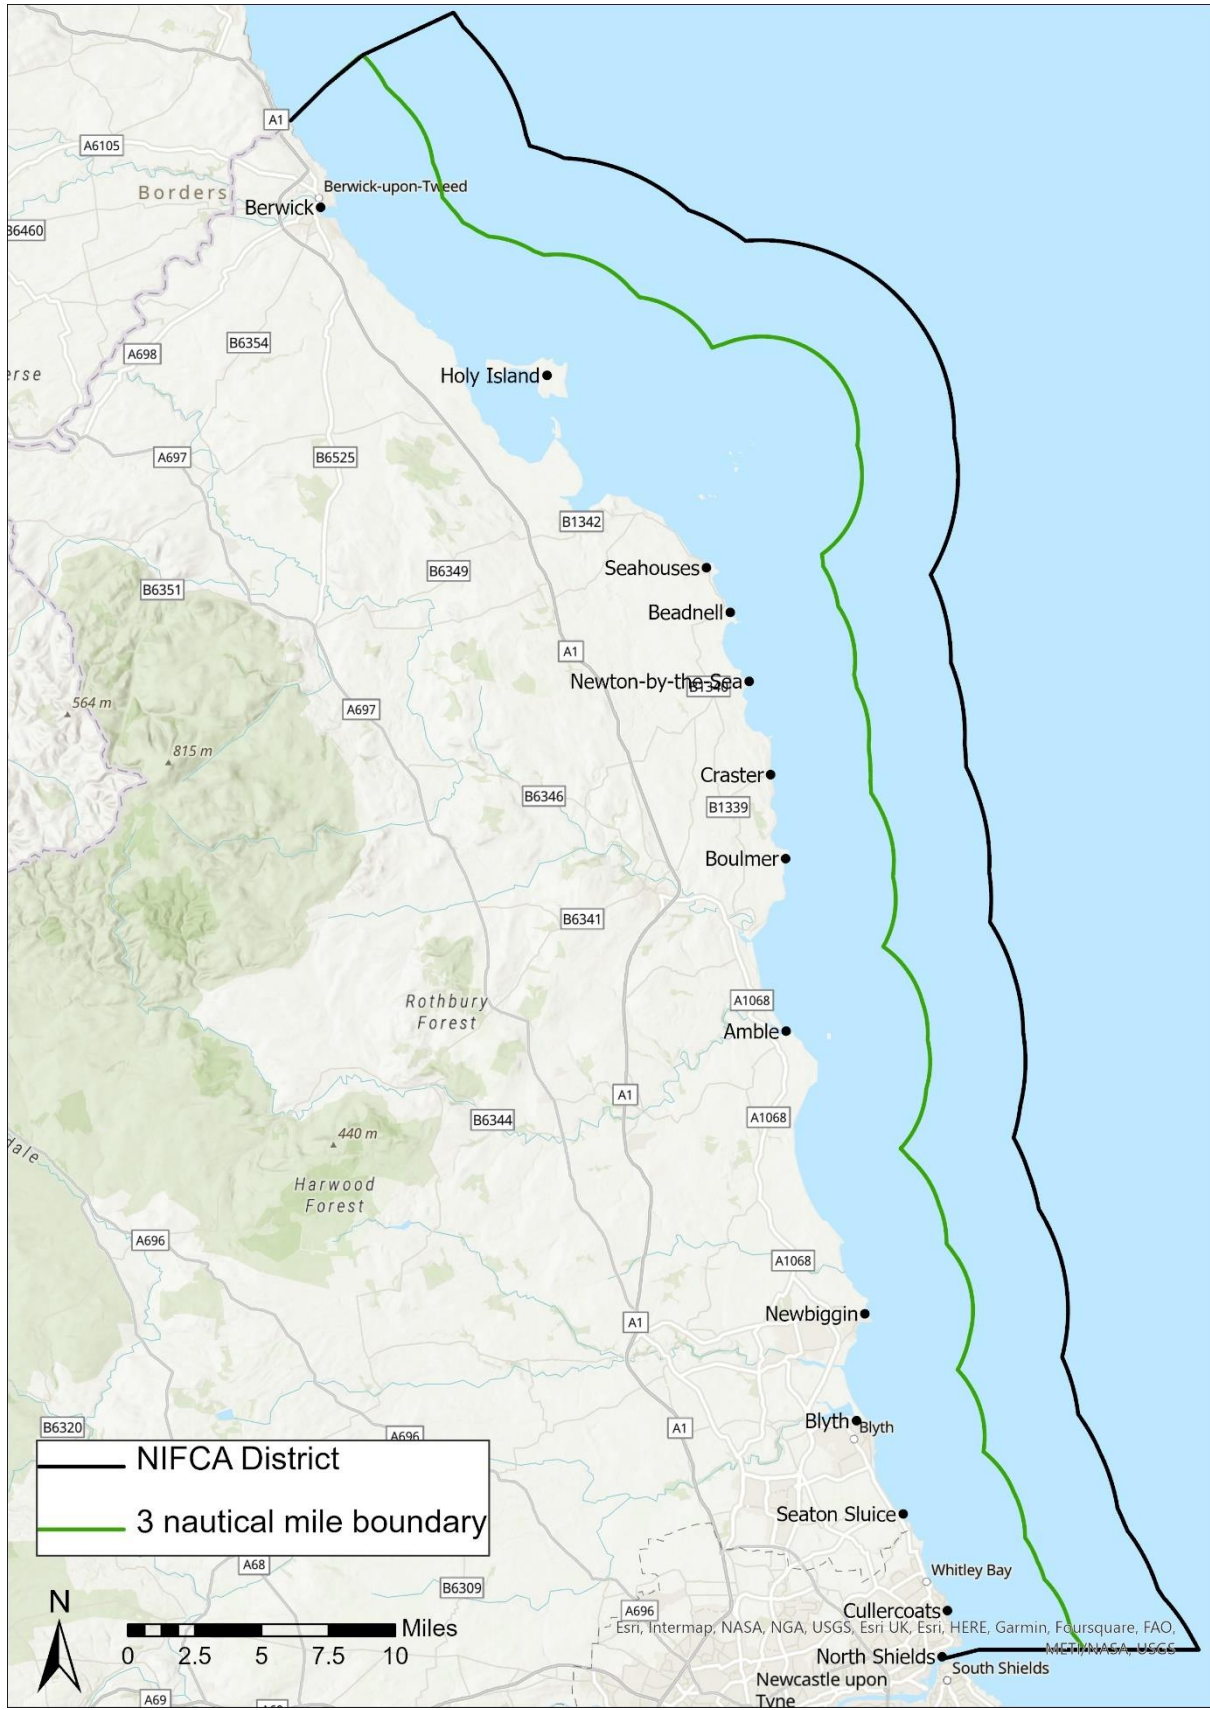 A1
A6105
Berwick-upon-Tweed
Borders
Berwick
B6354
A698
Holy Island
A697
B6525
B1342
Seahouses
B6349
B6351
Beadnell
A1
Newton-by-the-Sea
B1340
564 m
A697
815 m
Craster
B6346
B1339
Boulmer
B6341
Rothbury
Forest
A1068
Amble
A1
B6344
A1068
440 m
Harwood
Forest
A696
A1068
Newbiggin
A1
Blyth
Blyth
B6320
A696
A1
NIFCA District
3 nautical mile boundary
Seaton Sluice
A68
Whitley Bay
B6309
N
A696
Cullercoats
Miles
0 2.5 5 7.5 10
Esri, Intermap, NASA, NGA, USGS, Esri UK, Esri, HERE, Garmin, Foursquare, FAO,
METI/NASA, USGS
North Shields
South Shields
Newcastle upon
Tyne
A69